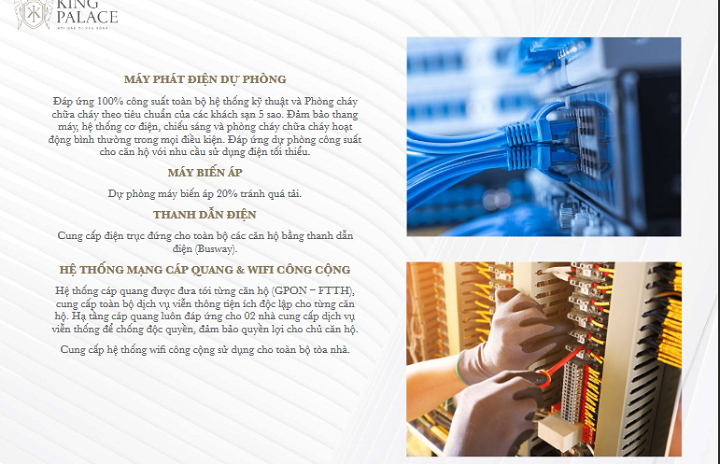 KING
PALACE
MÁY PHÁT ĐIỆN DỰ PHÒNG
Đáp ứng 100% công suất toàn bộ hệ thống kỹ thuật và Phòng cháy
chữa cháy theo tiêu chuẩn của các khách sạn 5 sao. Đảm bảo thang
máy, hệ thống cơ điện, chiếu sáng và phòng cháy chữa cháy hoạt
động bình thường trong mọi điều kiện. Đáp ứng dự phòng công suất
cho căn hộ với nhu cầu sử dụng điện tối thiểu.
MÁY BIẾN ÁP
Dự phòng máy biến áp 20% tránh quá tải.
THANH DẪN ĐIỆN
Cung cấp điện trục đứng cho toàn bộ các căn hộ bằng thanh dẫn
điện (Busway).
HỆ THỐNG MẠNG CÁP QUANG & WIFI CÔNG CỘNG
Hệ thống cáp quang được đưa tới từng căn hộ (GPON – FTTH),
cung cấp toàn bộ dịch vụ viễn thông tiện ích độc lập cho từng căn
hộ. Hạ tầng cáp quang luôn đáp ứng cho 02 nhà cung cấp dịch vụ
viễn thông để chống độc quyền, đảm bảo quyền lợi cho chủ căn hộ.
Cung cấp hệ thống wifi công cộng sử dụng cho toàn bộ tòa nhà.